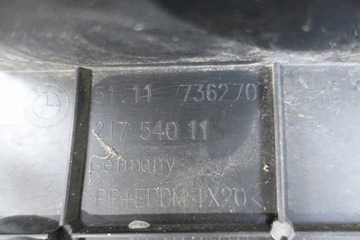 51.11 736270
217 540 11
Germany
PP+EPDM-TX20